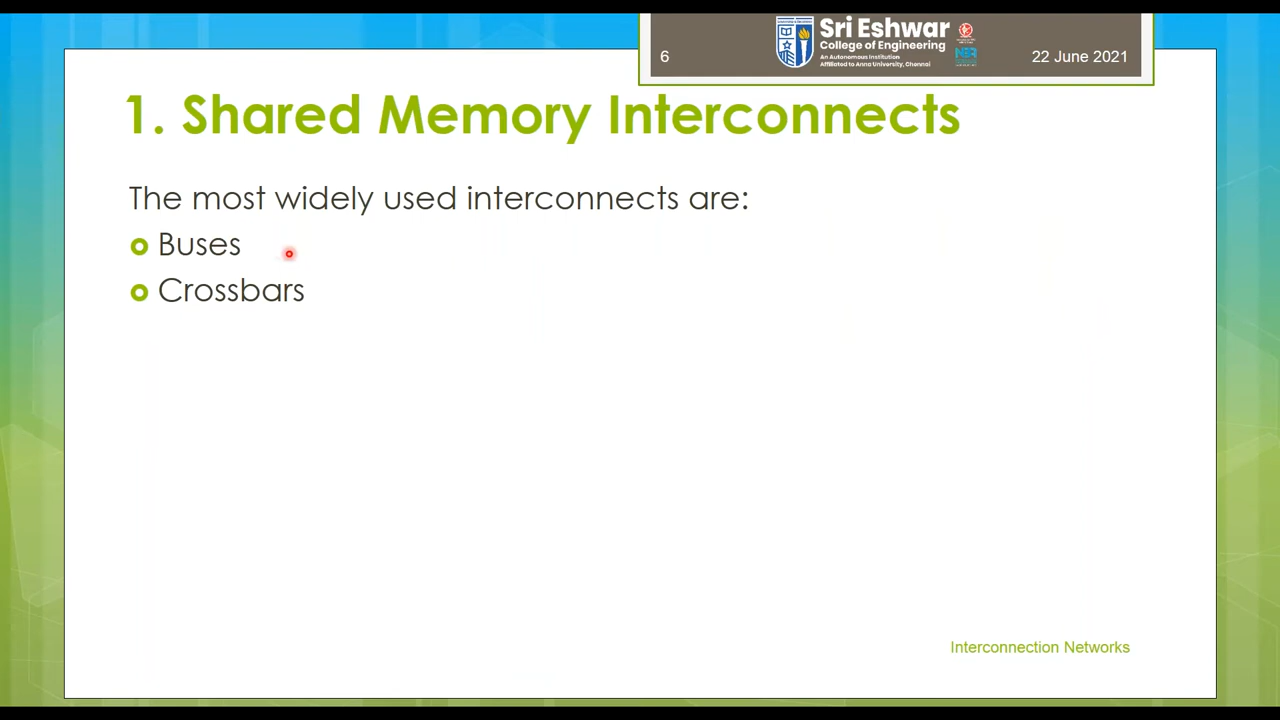 6
Sri Eshwar
College of Engineering
An Autonomous Institution
Affiliated to Anna University, Chennai
22 June 2021
1. Shared Memory Interconnects
The most widely used interconnects are:
Buses
Crossbars
Interconnection Networks